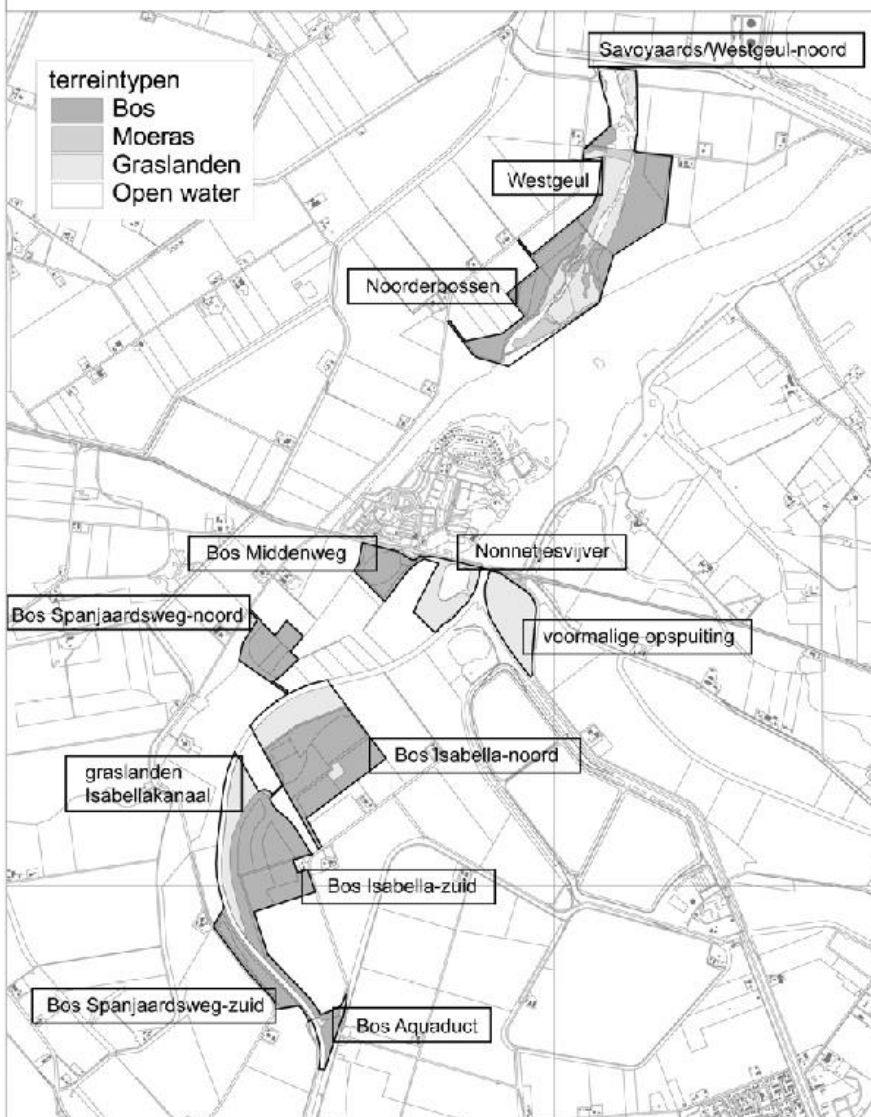 Savoyaards/Westgeul-noord
terreintypen
Bos
Moeras
Graslanden
Open water
Westgeul
Noorderbossen
Bos Middenweg
Nonnetjesvijver
Bos Spanjaardsweg-noord
voormalige opspuiting
Bos Isabella-noord
graslanden
Isabellakanaal
Bos Isabella-zuid
Bos Spanjaardsweg-zuid
Bos Aquaduct